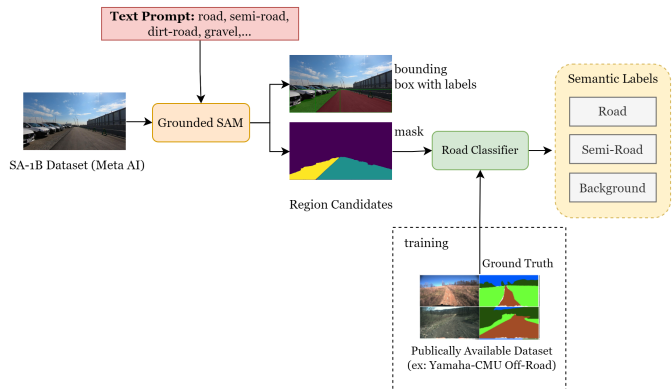 Text Prompt: road, semi-road,
dirt-road, gravel,...
Grounded SAM
SA-1B Dataset (Meta AI)
bounding
box with labels
mask
Region Candidates
Road Classifier
Semantic Labels
Road
Semi-Road
Background
training
Ground Truth
Publically Available Dataset
(ex: Yamaha-CMU Off-Road)